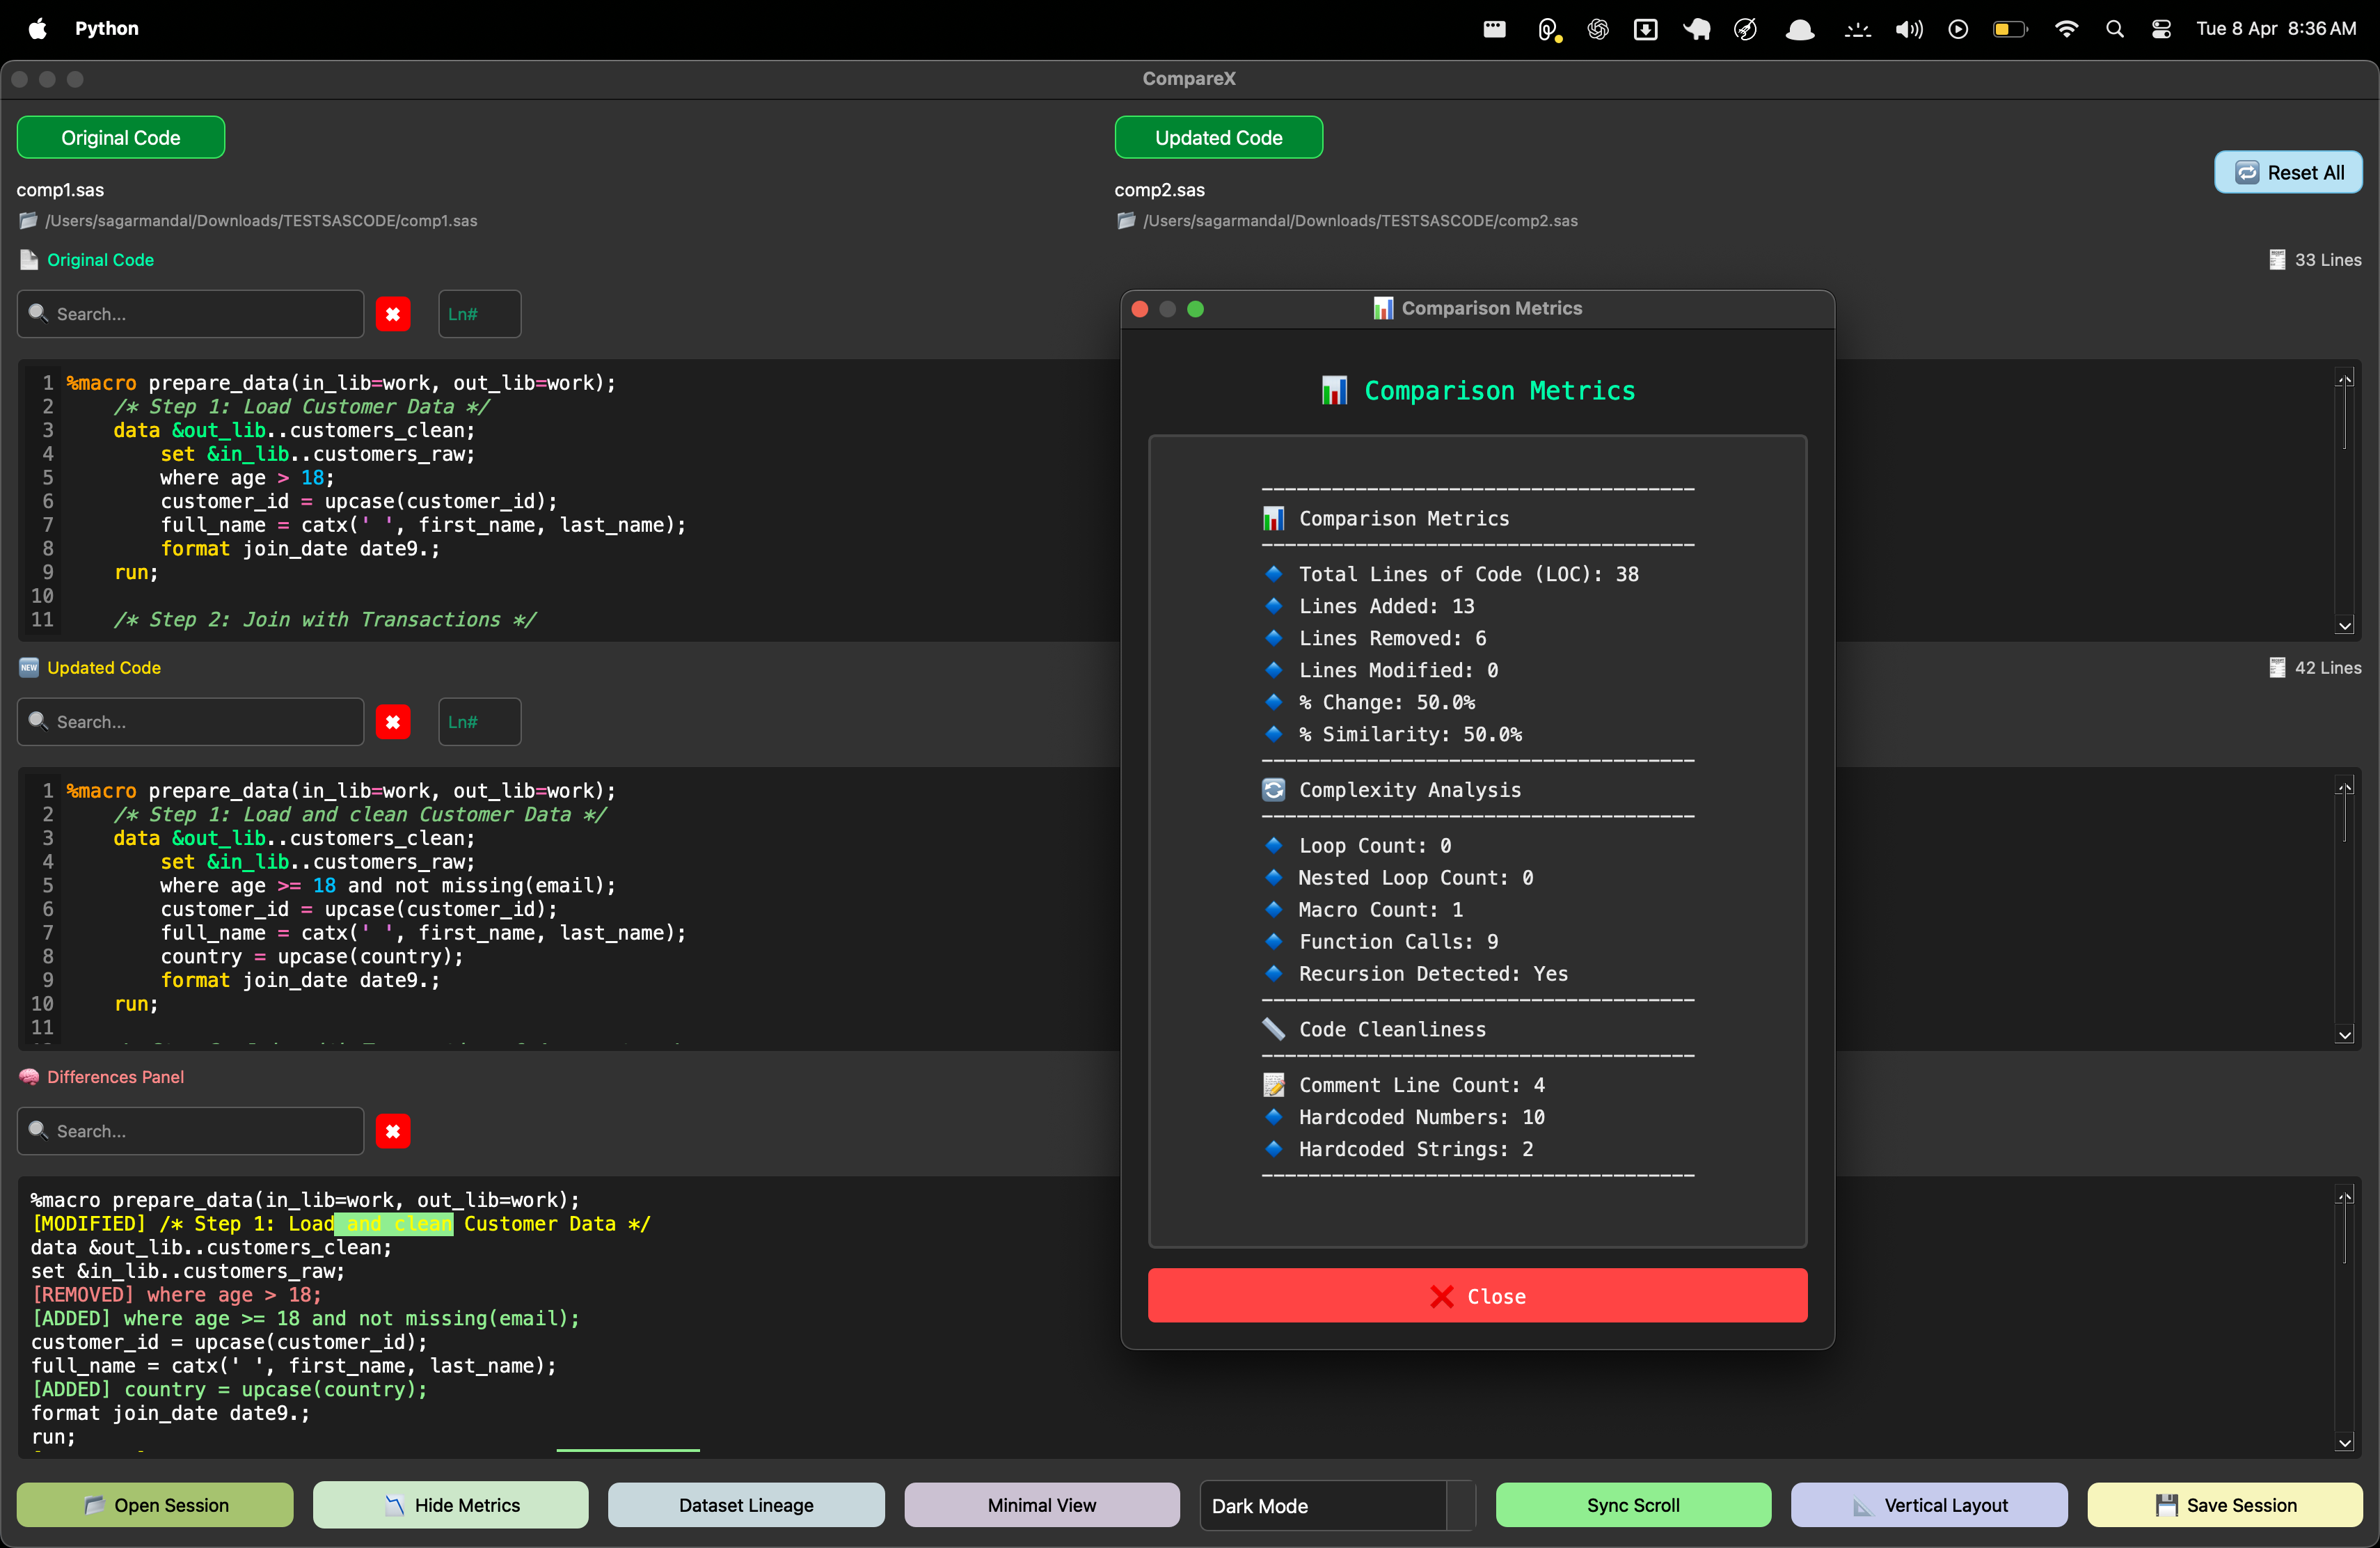 Python
Tue 8 Apr 8:36 AM
CompareX
Original Code
Updated Code
Reset All
comp1.sas
comp2.sas
/Users/sagarmandal/Downloads/TESTSASCODE/comp1.sas
/Users/sagarmandal/Downloads/TESTSASCODE/comp2.sas
Original Code
33 Lines
Search...
Ln#
1 %macro prepare_data(in_lib=work, out_lib=work);
2 /* Step 1: Load Customer Data */
3 data &out_lib..customers_clean;
4 set &in_lib..customers_raw;
5 where age > 18;
6 customer_id = upcase(customer_id);
7 full_name = catx(' ', first_name, last_name);
8 format join_date date9.;
9 run;
10
11 /* Step 2: Join with Transactions */
NEW
Updated Code
42 Lines
Search...
Ln#
1 %macro prepare_data(in_lib=work, out_lib=work);
2 /* Step 1: Load and clean Customer Data */
3 data &out_lib..customers_clean;
4 set &in_lib..customers_raw;
5 where age >= 18 and not missing(email);
6 customer_id = upcase(customer_id);
7 full_name = catx(' ', first_name, last_name);
8 country = upcase(country);
9 format join_date date9.;
10 run;
11
Differences Panel
Search...
%macro prepare_data(in_lib=work, out_lib=work);
[MODIFIED] /* Step 1: Load and clean Customer Data */
data &out_lib..customers_clean;
set &in_lib..customers_raw;
[REMOVED] where age > 18;
[ADDED] where age >= 18 and not missing(email);
customer_id = upcase(customer_id);
full_name = catx(' ', first_name, last_name);
[ADDED] country = upcase(country);
format join_date date9.;
run;
Comparison Metrics
Comparison Metrics
Comparison Metrics
Total Lines of Code (LOC): 38
Lines Added: 13
Lines Removed: 6
Lines Modified: 0
% Change: 50.0%
% Similarity: 50.0%
Complexity Analysis
Loop Count: 0
Nested Loop Count: 0
Macro Count: 1
Function Calls: 9
Recursion Detected: Yes
Code Cleanliness
Comment Line Count: 4
Hardcoded Numbers: 10
Hardcoded Strings: 2
Close
Open Session
Hide Metrics
Dataset Lineage
Minimal View
Dark Mode
Sync Scroll
Vertical Layout
Save Session